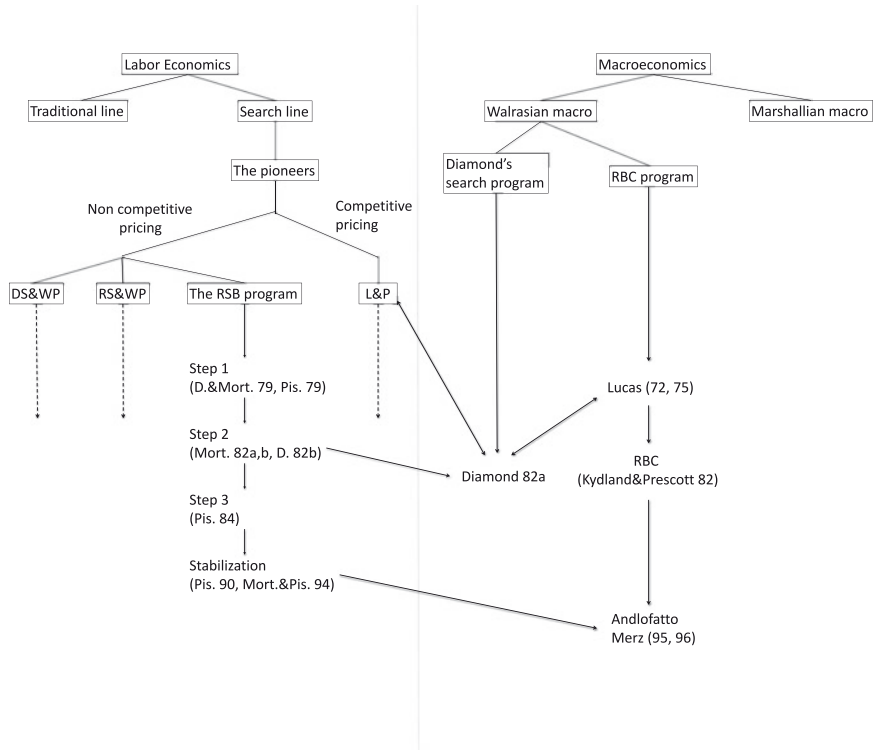 Labor Economics
Traditional line
Search line
The pioneers
Non competitive
pricing
Competitive
pricing
DS&WP
RS&WP
The RSB program
L&P
Step 1
(D.&Mort. 79, Pis. 79)
Step 2
(Mort. 82a,b, D. 82b)
Step 3
(Pis. 84)
Stabilization
(Pis. 90, Mort.&Pis. 94)
Macroeconomics
Walrasian macro
Marshallian macro
Diamond's
search program
RBC program
Lucas (72, 75)
Diamond 82a
RBC
(Kydland&Prescott 82)
Andlofatto
Merz (95, 96)